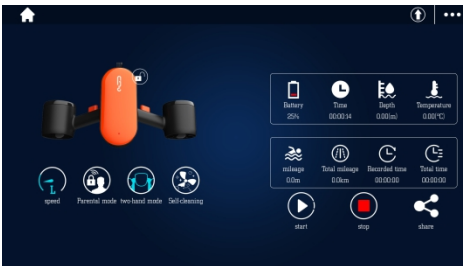 L
speed
Parental mode
two-hand mode
Self-cleaning
Battery
Time
Depth
Temperature
25%
00:00:14
0.00(m)
0.00(°C)
mileage
Total mileage
Recorded time
Total time
0.0m
0.0km
00:00:00
00:00:00
start
stop
share